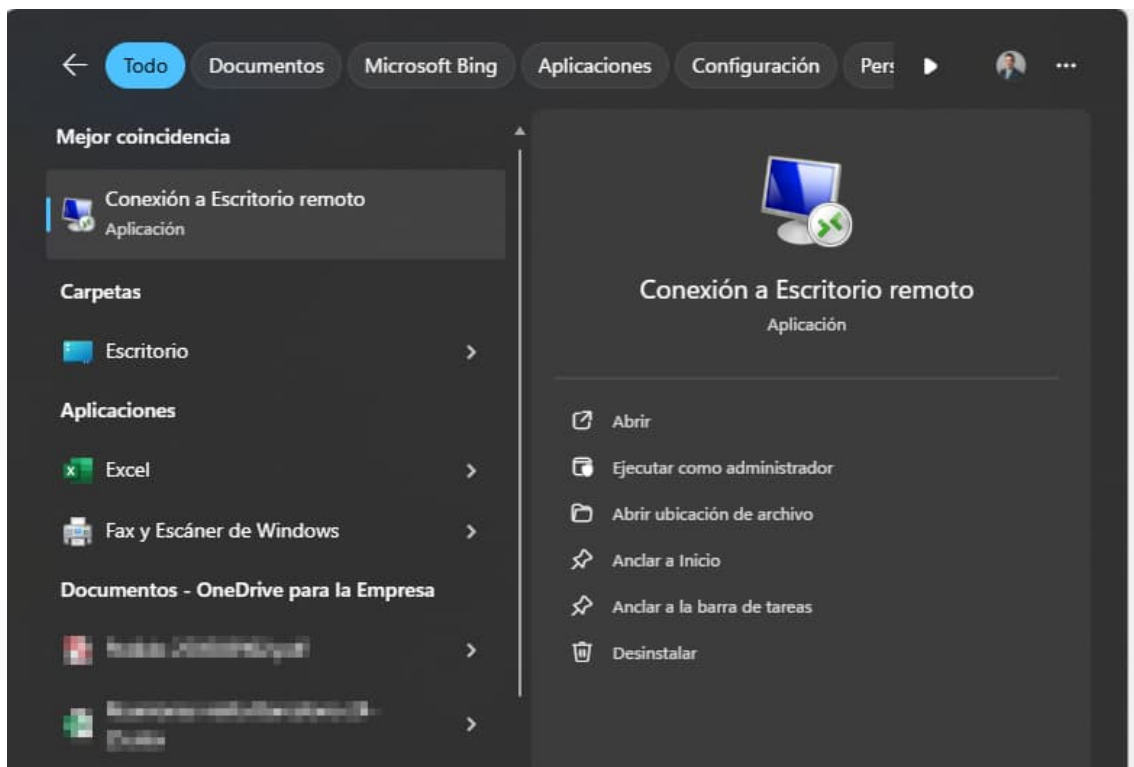 Todo
Documentos
Microsoft Bing
Aplicaciones
Configuración
Mejor coincidencia
Conexión a Escritorio remoto
Aplicación
Carpetas
Escritorio
Aplicaciones
Excel
Fax y Escáner de Windows
Documentos - OneDrive para la Empresa
Conexión a Escritorio remoto
Aplicación
Abrir
Ejecutar como administrador
Abrir ubicación de archivo
Anclar a Inicio
Anclar a la barra de tareas
Desinstalar